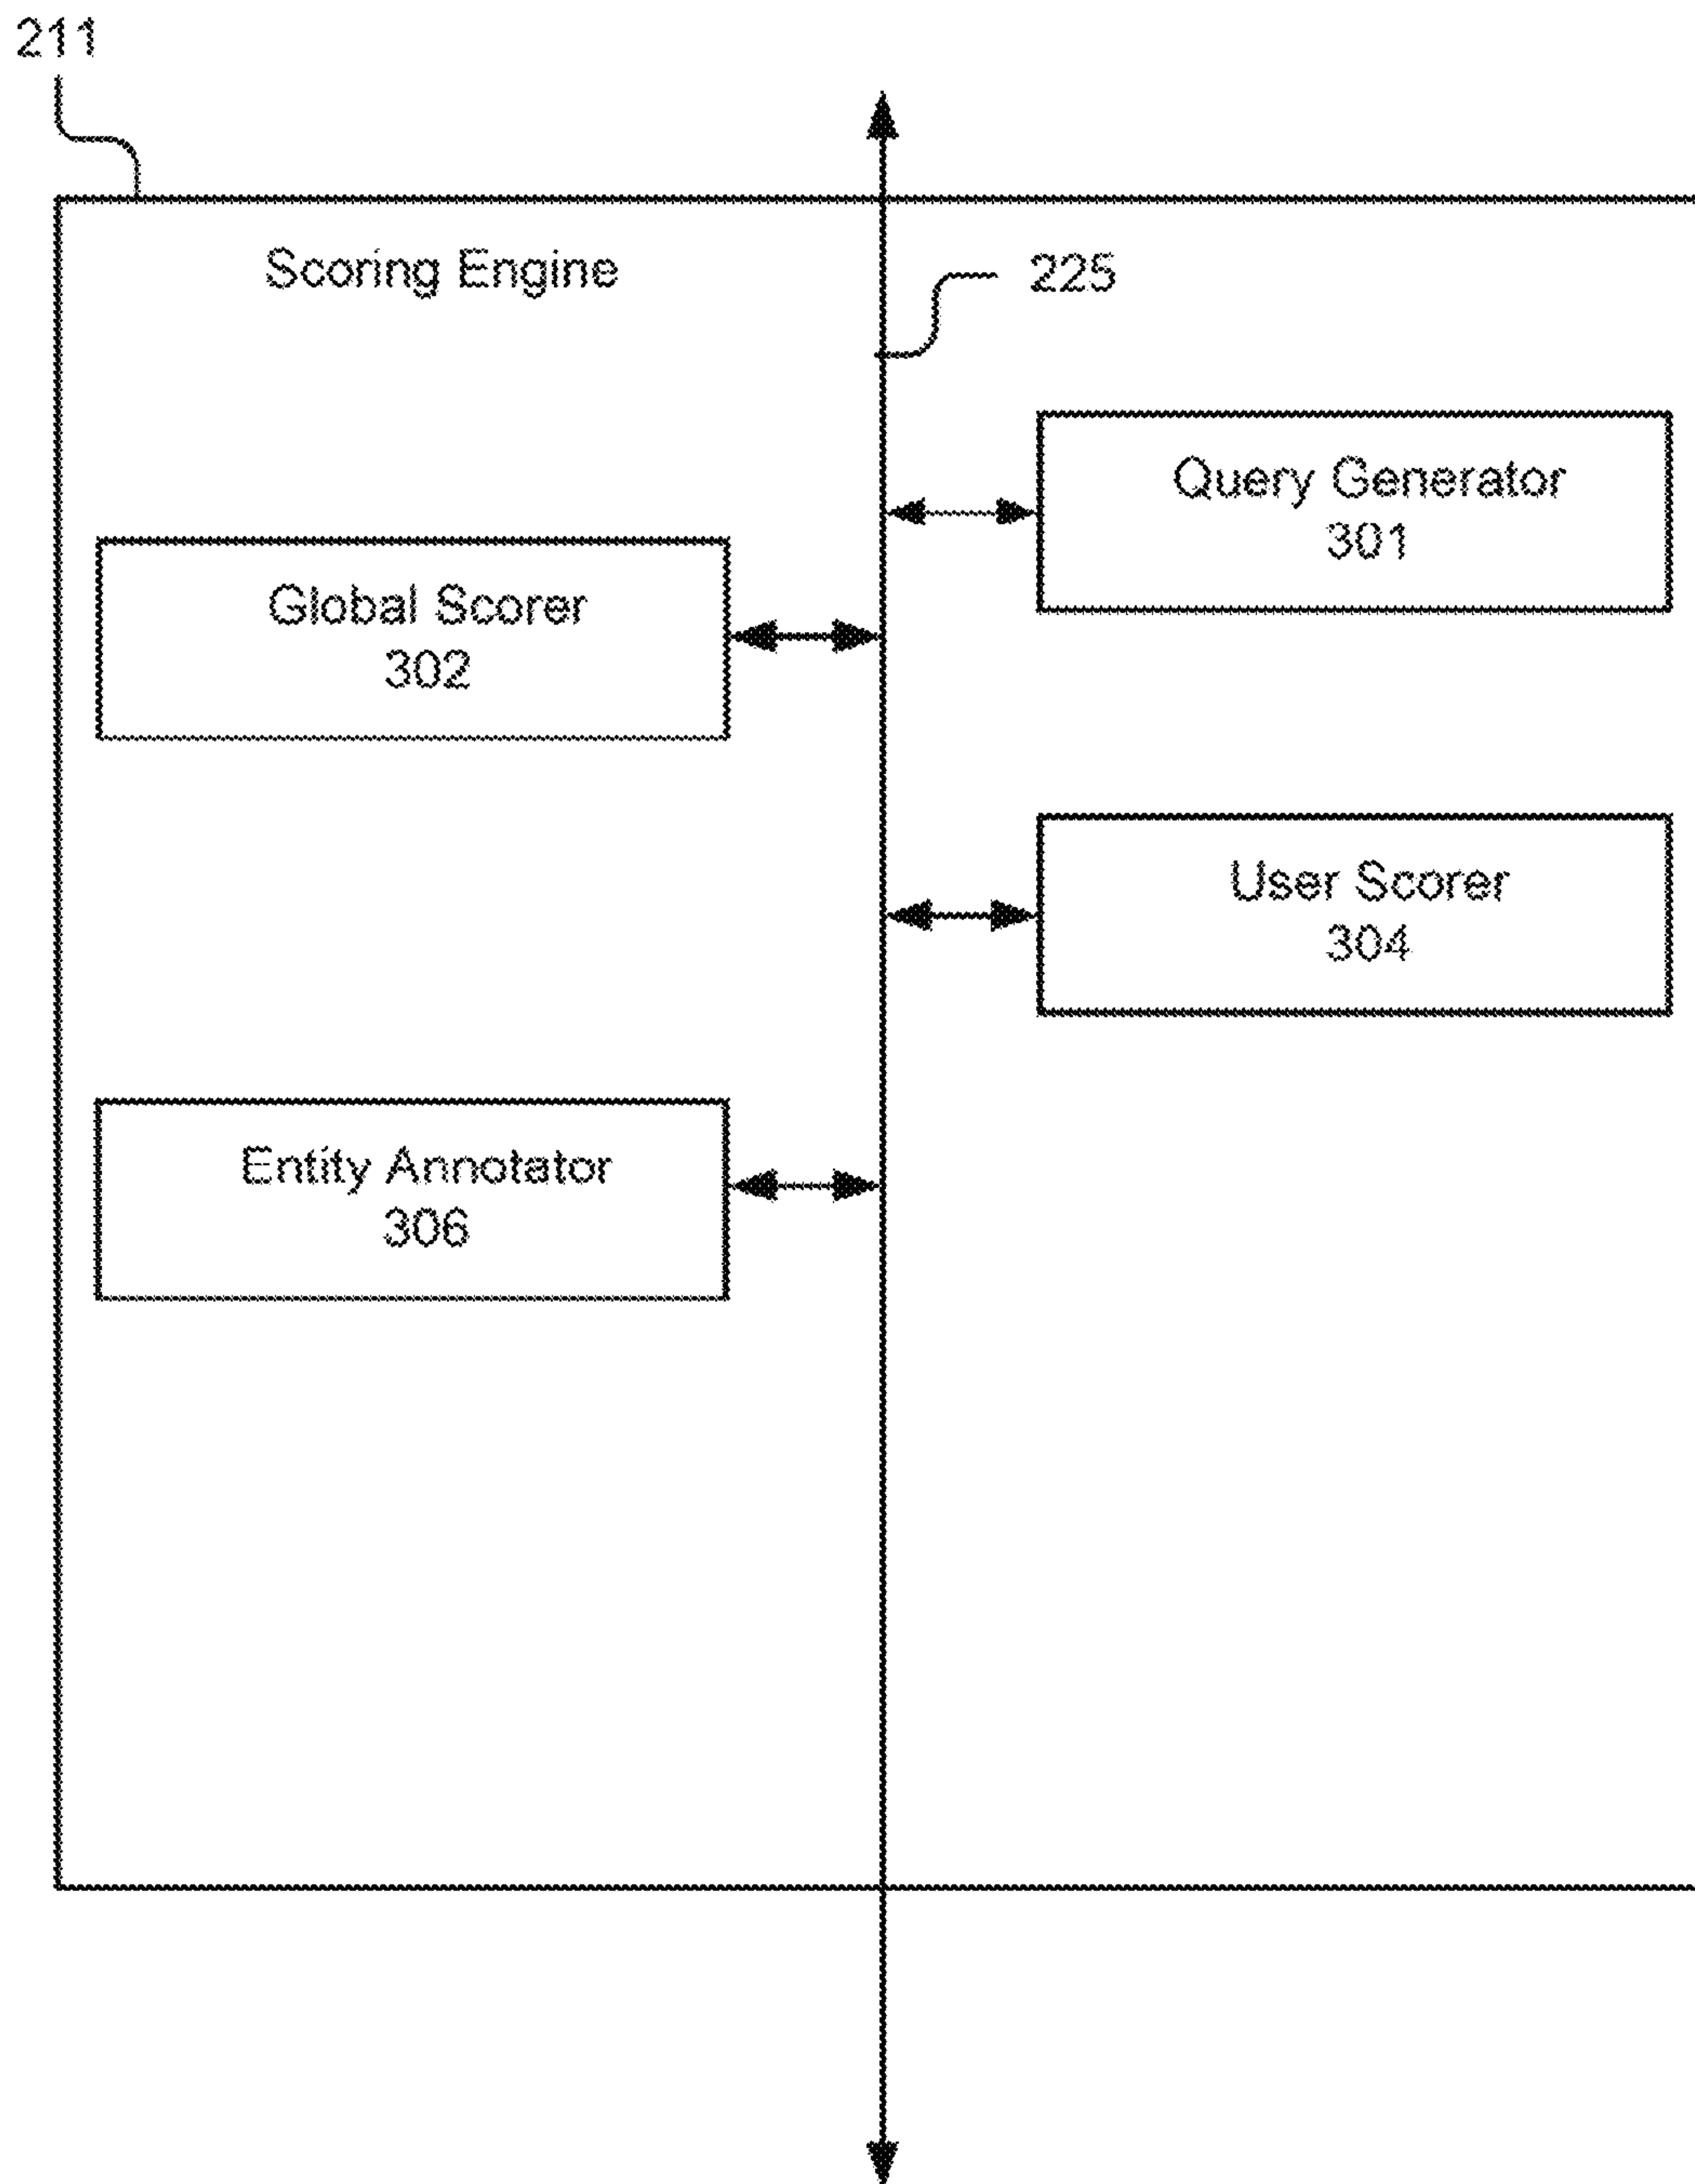 211
Scoring Engine
225
Query Generator
301
Global Scorer
302
User Scorer
304
Entity Annotator
306